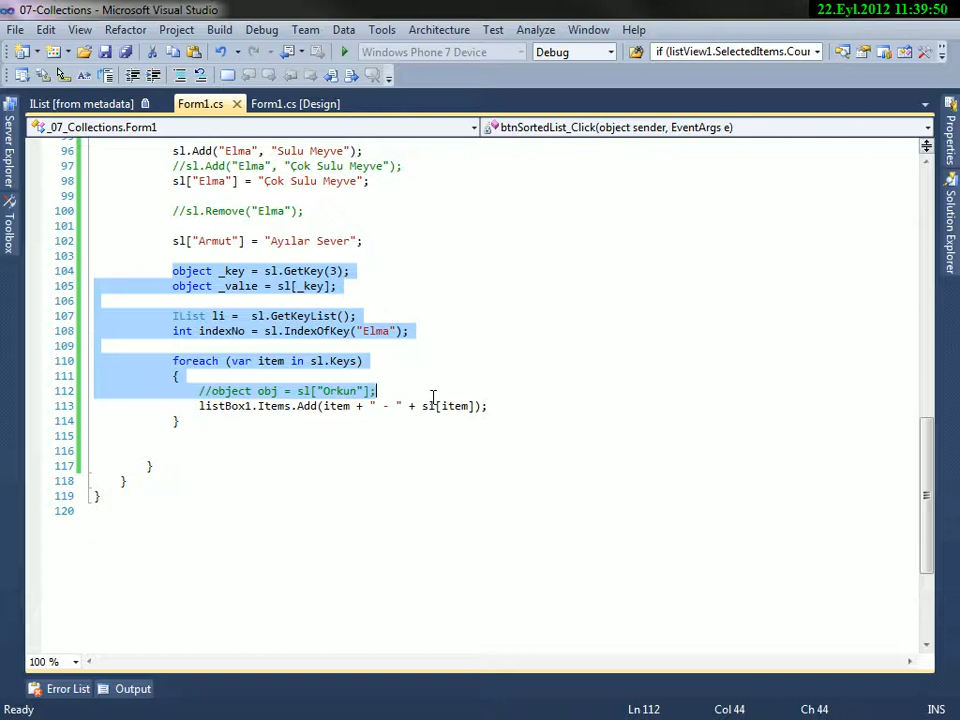 07-Collections - Microsoft Visual Studio
22.Eyl.2012 11:39:50
File Edit View Refactor Project Build Debug Team Data Tools Architecture Test Analyze Window Help
Windows Phone 7 Device Debug if (listView1.SelectedItems.Cour
IList [from metadata] Form1.cs Form1.cs [Design]
_07_Collections.Form1 btnSortedList_Click(object sender, EventArgs e)
Server Explorer
Toolbox
Properties
Solution Explorer
96 sl.Add("Elma", "Sulu Meyve");
97 //sl.Add("Elma", "Çok Sulu Meyve");
98 sl["Elma"] = "Çok Sulu Meyve";
99
100 //sl.Remove("Elma");
101
102 sl["Armut"] = "Ayılar Sever";
103
104 object _key = sl.GetKey(3);
105 object _valıe = sl[_key];
106
107 IList li = sl.GetKeyList();
108 int indexNo = sl.IndexOfKey("Elma");
109
110 foreach (var item in sl.Keys)
111 {
112 //object obj = sl["Orkun"];
113 listBox1.Items.Add(item + " - " + sl[item]);
114 }
115
116
117 }
118 }
119 }
120
100 %
Error List Output
Ready Ln 112 Col 44 Ch 44 INS